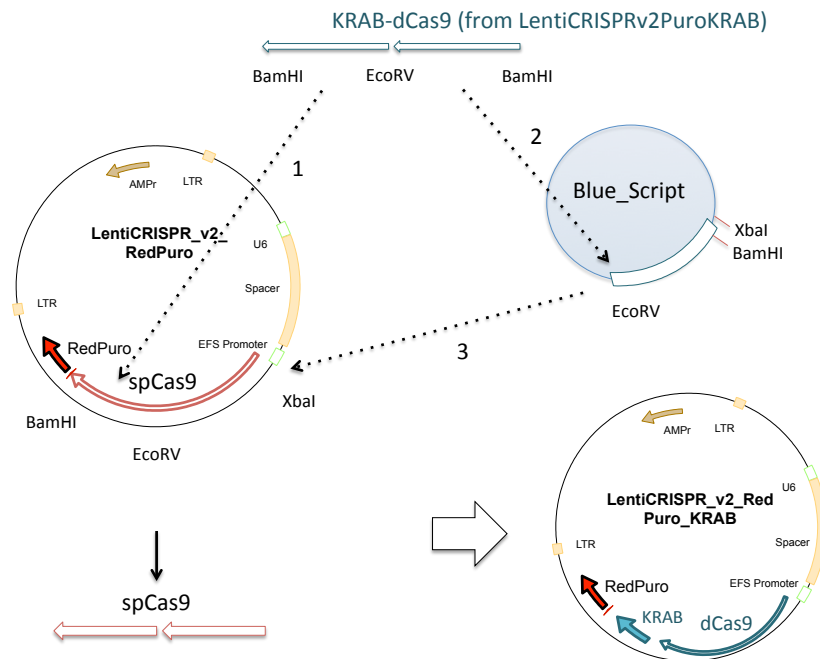 KRAB-dCas9 (from LentiCRISPRv2PuroKRAB)
BamHI
EcoRV
BamHI
1
2
AMPr
LTR
LentiCRISPR_v2_
RedPuro
U6
Spacer
LTR
RedPuro
EFS Promoter
spCas9
BamHI
XbaI
EcoRV
Blue_Script
XbaI
BamHI
EcoRV
3
spCas9
AMPr
LTR
U6
LentiCRISPR_v2_Red
Puro_KRAB
Spacer
LTR
EFS Promoter
RedPuro
KRAB
dCas9